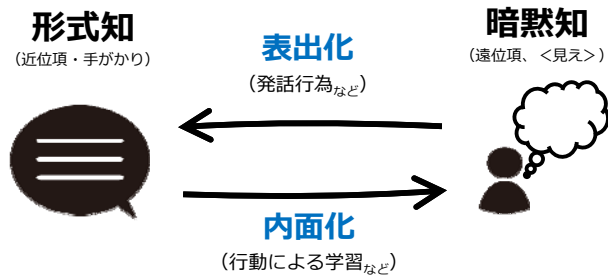 形式知
(近位項・手がかり)
表出化
(発話行為など)
暗黙知
(遠位項、<見え>)
内面化
(行動による学習など)